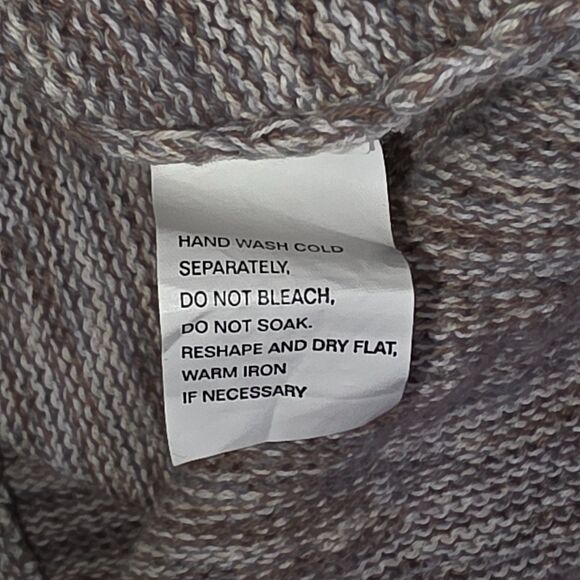 HAND WASH COLD
SEPARATELY,
DO NOT BLEACH,
DO NOT SOAK.
RESHAPE AND DRY FLAT,
WARM IRON
IF NECESSARY